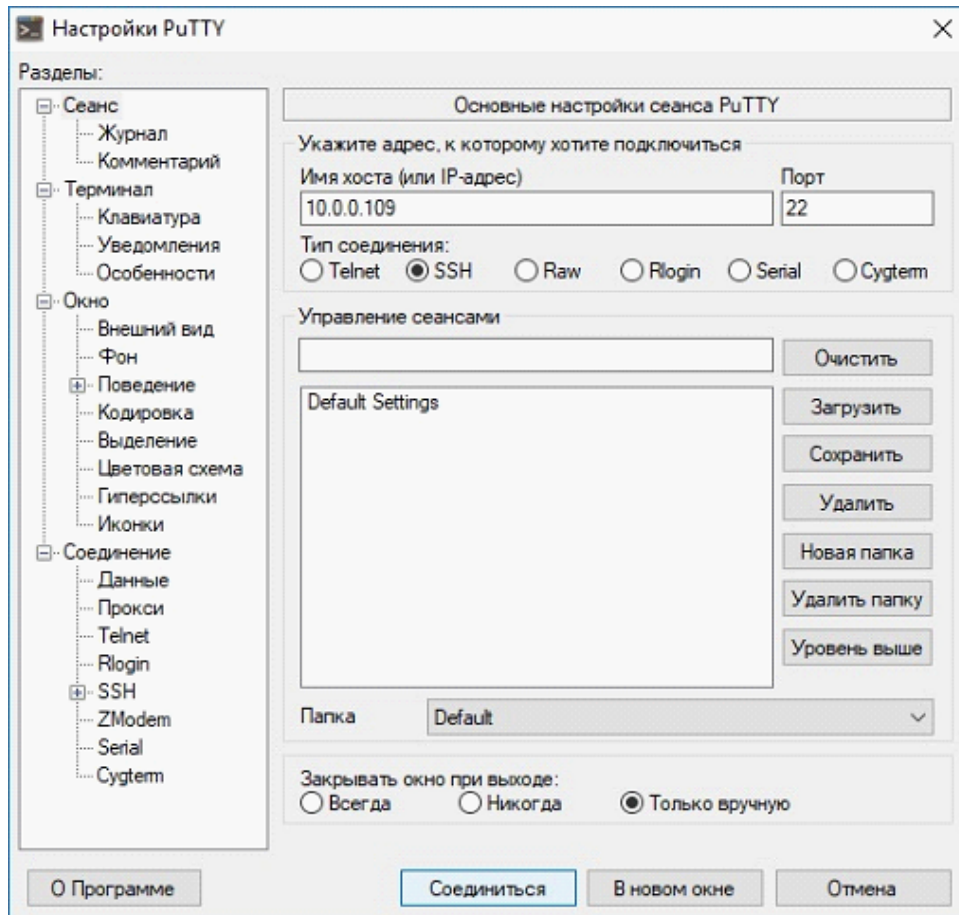 Настройки PuTTY
Разделы:
Сеанс
Журнал
Комментарий
Терминал
Клавиатура
Уведомления
Особенности
Окно
Внешний вид
Фон
Поведение
Кодировка
Выделение
Цветовая схема
Гиперссылки
Иконки
Соединение
Данные
Прокси
Telnet
Rlogin
SSH
ZModem
Serial
Cygterm
Основные настройки сеанса PuTTY
Укажите адрес, к которому хотите подключиться
Имя хоста (или IP-адрес) Порт
10.0.0.109 22
Тип соединения:
Telnet SSH Raw Rlogin Serial Cygterm
Управление сеансами
Очистить
Default Settings
Загрузить
Сохранить
Удалить
Новая папка
Удалить папку
Уровень выше
Папка Default
Закрывать окно при выходе:
Всегда Никогда Только вручную
О Программе Соединиться В новом окне Отмена